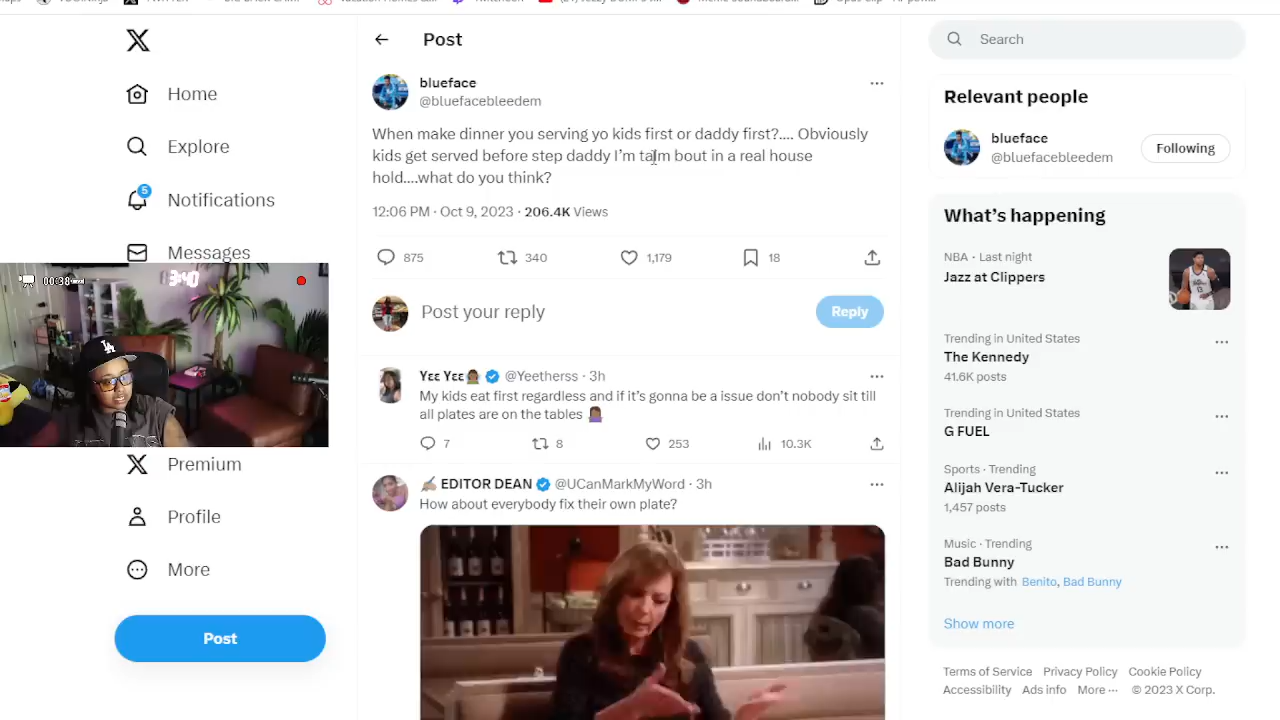 Post
Search
Home
Explore
5
Notifications
Messages
Premium
Profile
More
Post
00:38
3:40
LA
blueface
@bluefacebleedem
When make dinner you serving yo kids first or daddy first?.... Obviously
kids get served before step daddy I'm talm bout in a real house
hold....what do you think?
12:06 PM · Oct 9, 2023 · 206.4K Views
875
340
1,179
18
Post your reply
Reply
Yεε Yεε @Yeetherss · 3h
My kids eat first regardless and if it's gonna be a issue don't nobody sit till
all plates are on the tables
7
8
253
10.3K
EDITOR DEAN @UCanMarkMyWord · 3h
How about everybody fix their own plate?
Relevant people
blueface
@bluefacebleedem
Following
What's happening
NBA · Last night
Jazz at Clippers
Trending in United States
The Kennedy
41.6K posts
Trending in United States
G FUEL
Sports · Trending
Alijah Vera-Tucker
1,457 posts
Music · Trending
Bad Bunny
Trending with Benito, Bad Bunny
Show more
Terms of Service Privacy Policy Cookie Policy
Accessibility Ads info More ··· © 2023 X Corp.